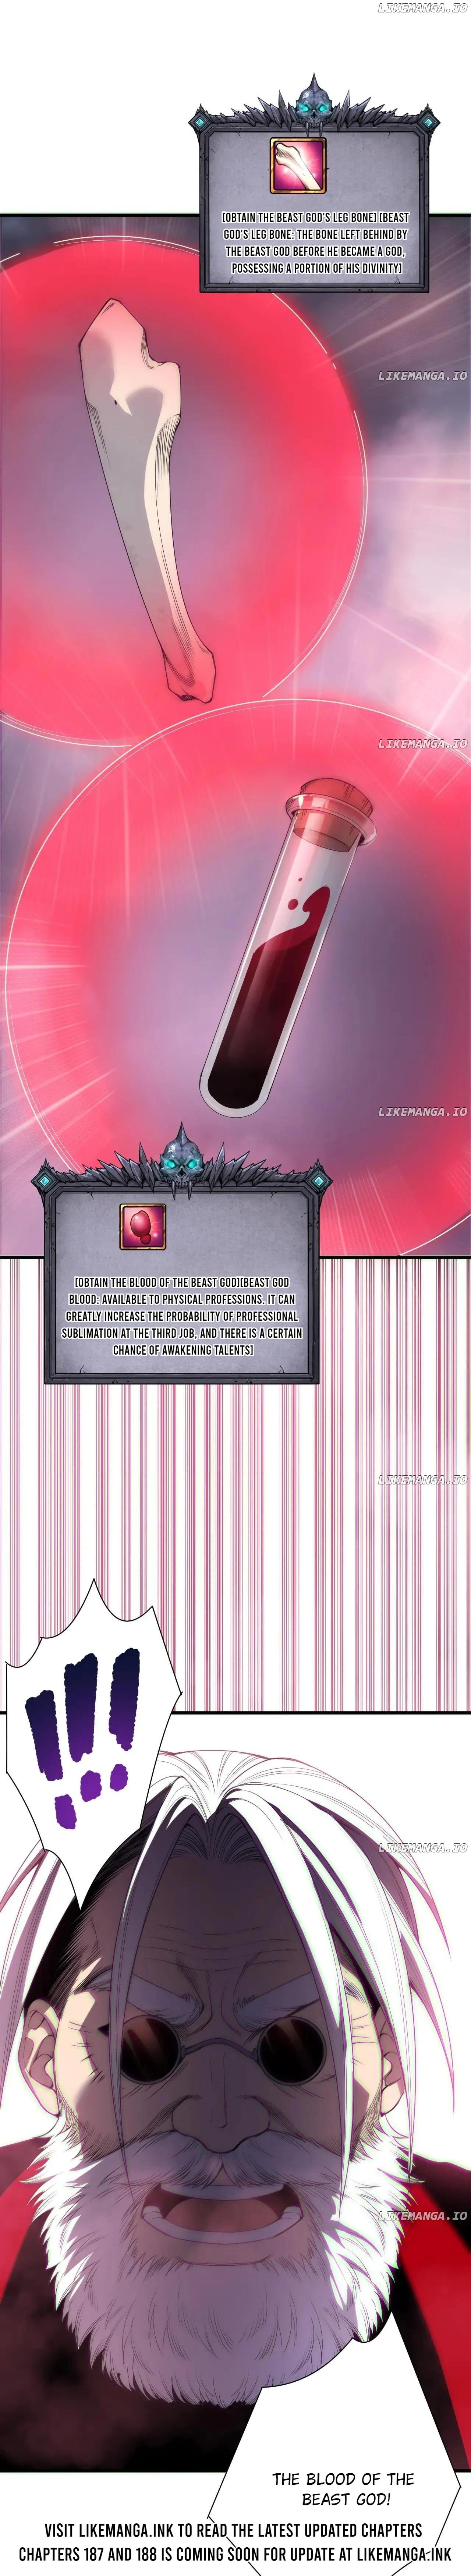 LIKEMANGA.IO
[OBTAIN THE BEAST GOD'S LEG BONE] [BEAST
GOD'S LEG BONE: THE BONE LEFT BEHIND BY
THE BEAST GOD BEFORE HE BECAME A GOD,
POSSESSING A PORTION OF HIS DIVINITY]
LIKEMANGA.IO
LIKEMANGA.IO
LIKEMANGA.IO
[OBTAIN THE BLOOD OF THE BEAST GOD][BEAST GOD
BLOOD: AVAILABLE TO PHYSICAL PROFESSIONS. IT CAN
GREATLY INCREASE THE PROBABILITY OF PROFESSIONAL
SUBLIMATION AT THE THIRD JOB, AND THERE IS A CERTAIN
CHANCE OF AWAKENING TALENTS]
LIKEMANGA.IO
!!!
LIKEMANGA.IO
LIKEMANGA.IO
THE BLOOD OF THE
BEAST GOD!
VISIT LIKEMANGA.INK TO READ THE LATEST UPDATED CHAPTERS
CHAPTERS 187 AND 188 IS COMING SOON FOR UPDATE AT LIKEMANGA.INK